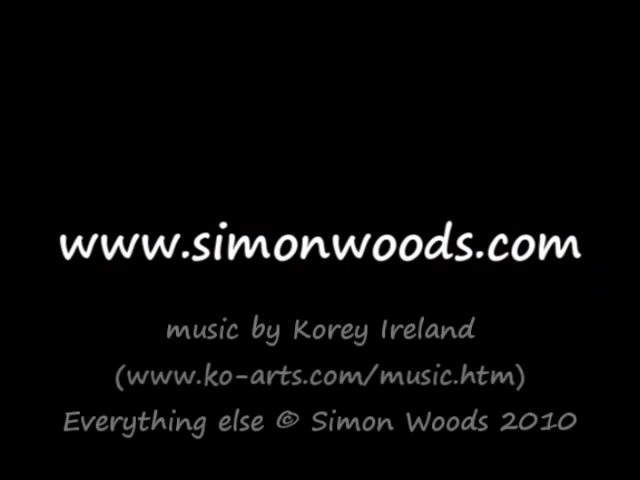 www.simonwoods.com
music by Korey Ireland
(www.ko-arts.com/music.htm)
Everything else © Simon Woods 2010